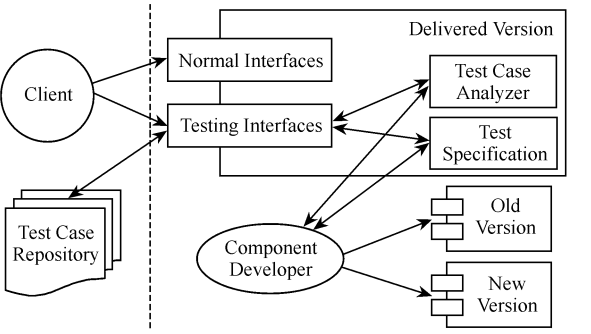 Delivered Version
Normal Interfaces
Client
Test Case
Analyzer
Testing Interfaces
Test
Specification
Test Case
Repository
Component
Developer
Old
Version
New
Version